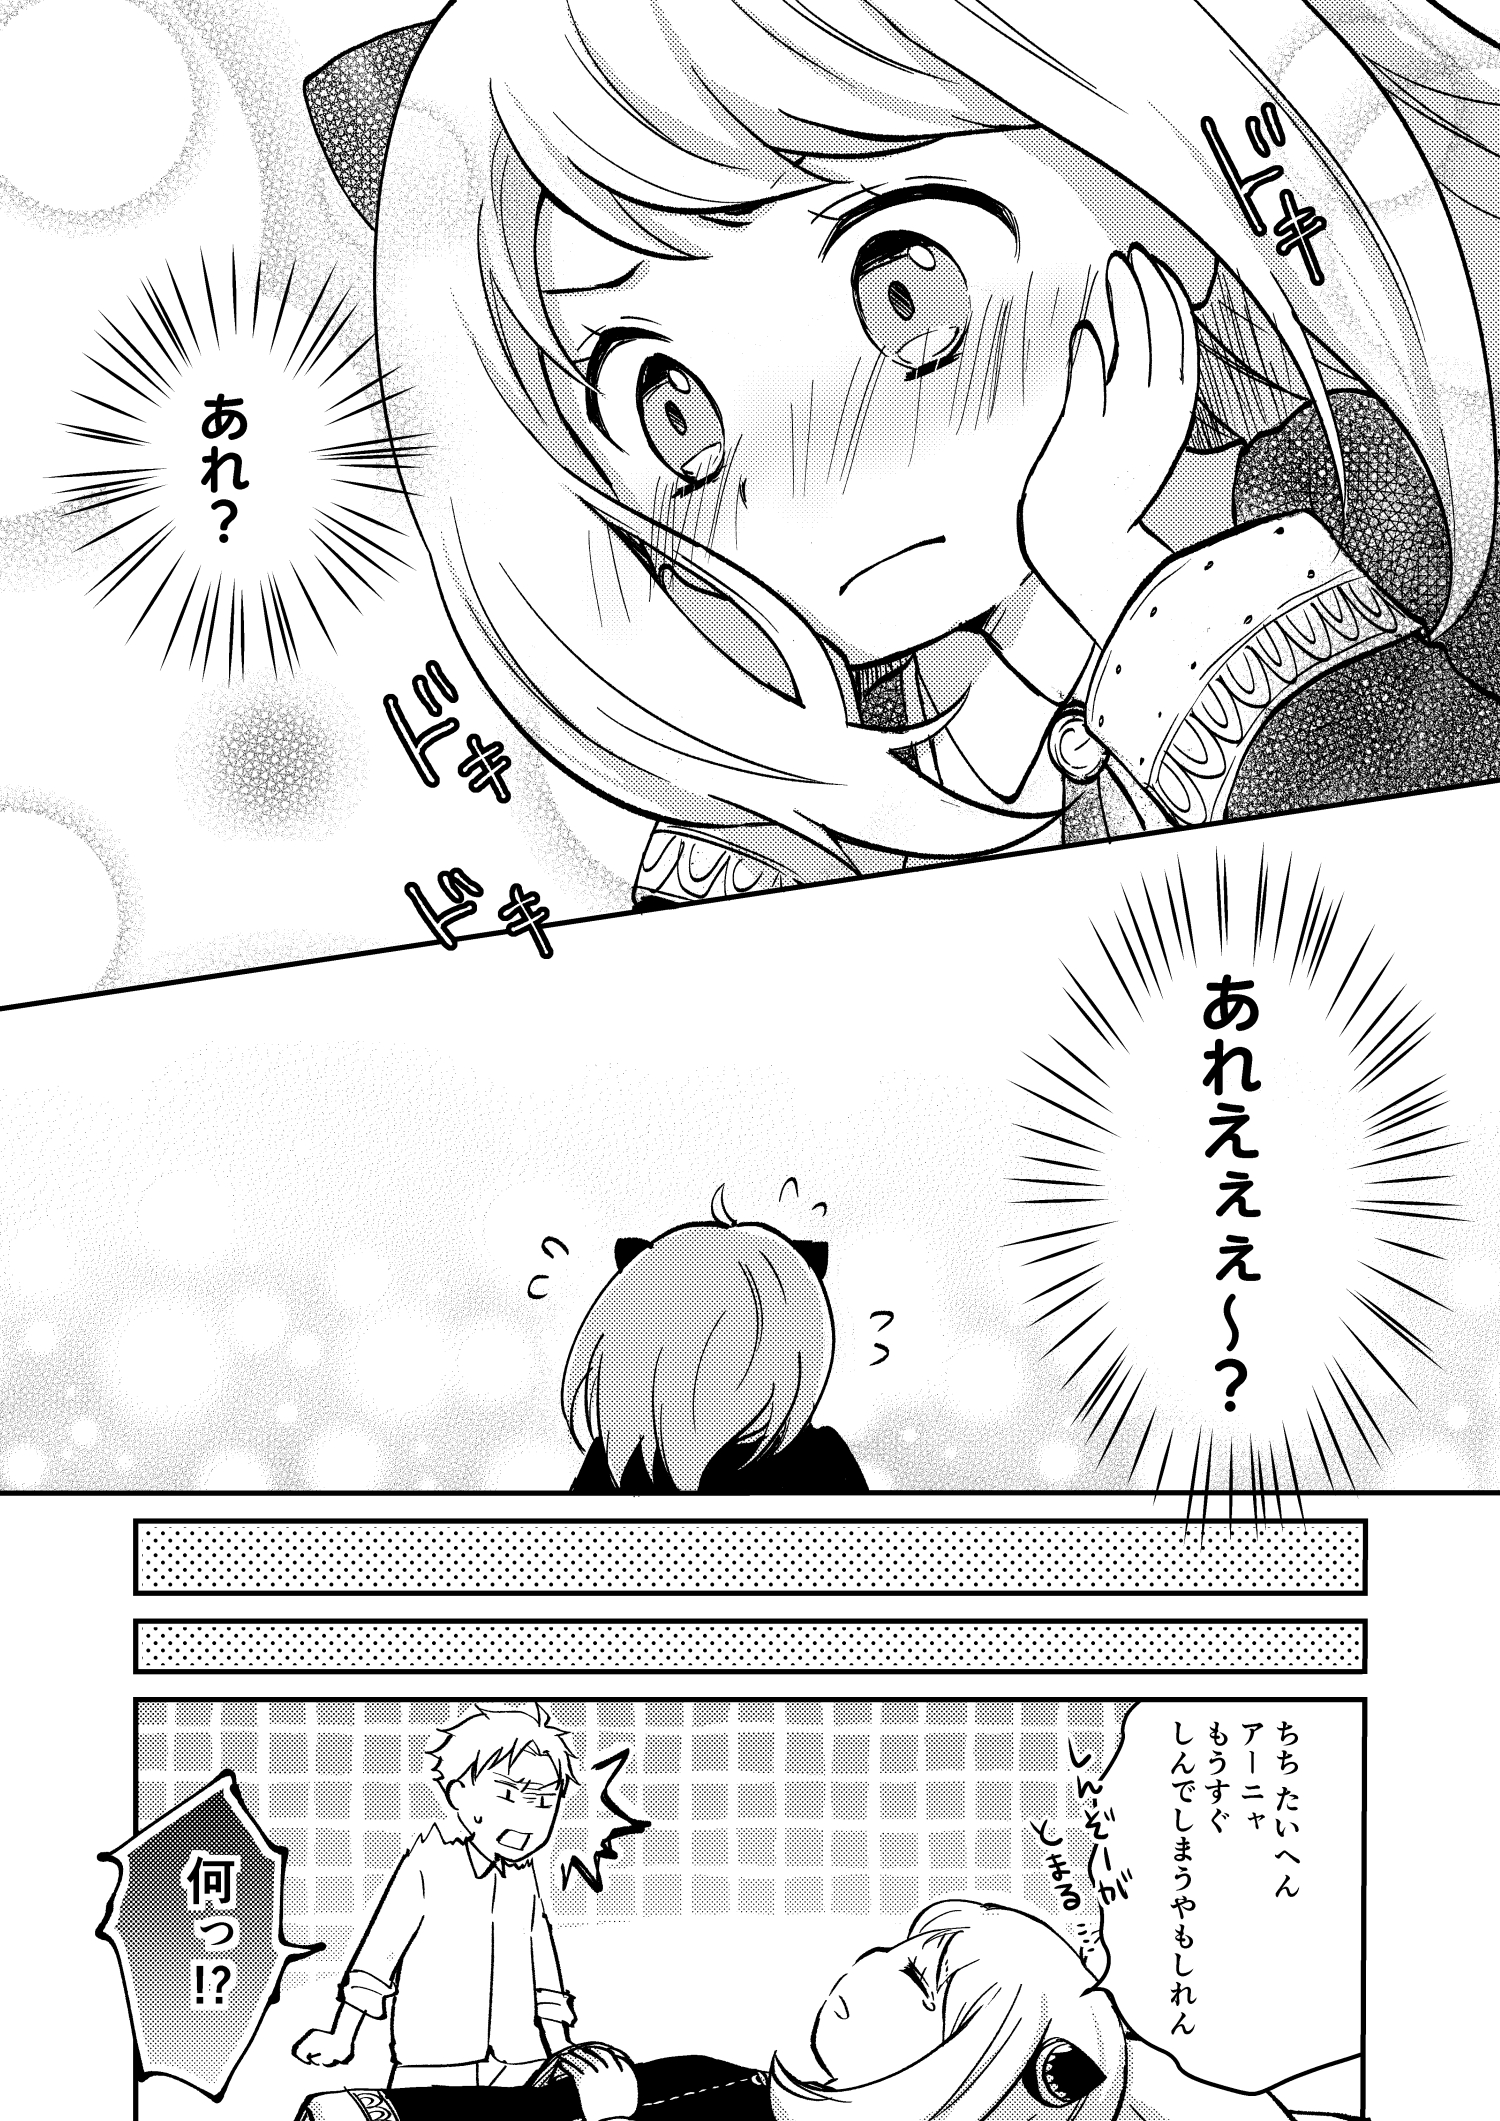 ドキ
あれ?
ドキ
ドキ
あれえぇぇ〜?
ちち たいへん
アーニャ
もうすぐ
しんでしまうやもしれん
しんぞーが
とまる
何っ!?